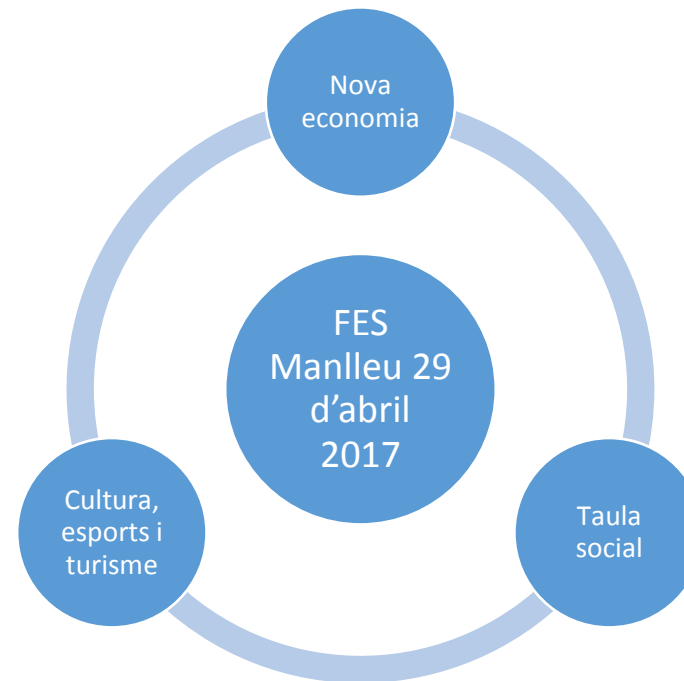 Nova
economia
FES
Manlleu 29
d’abril
2017
Cultura,
esports i
turisme
Taula
social